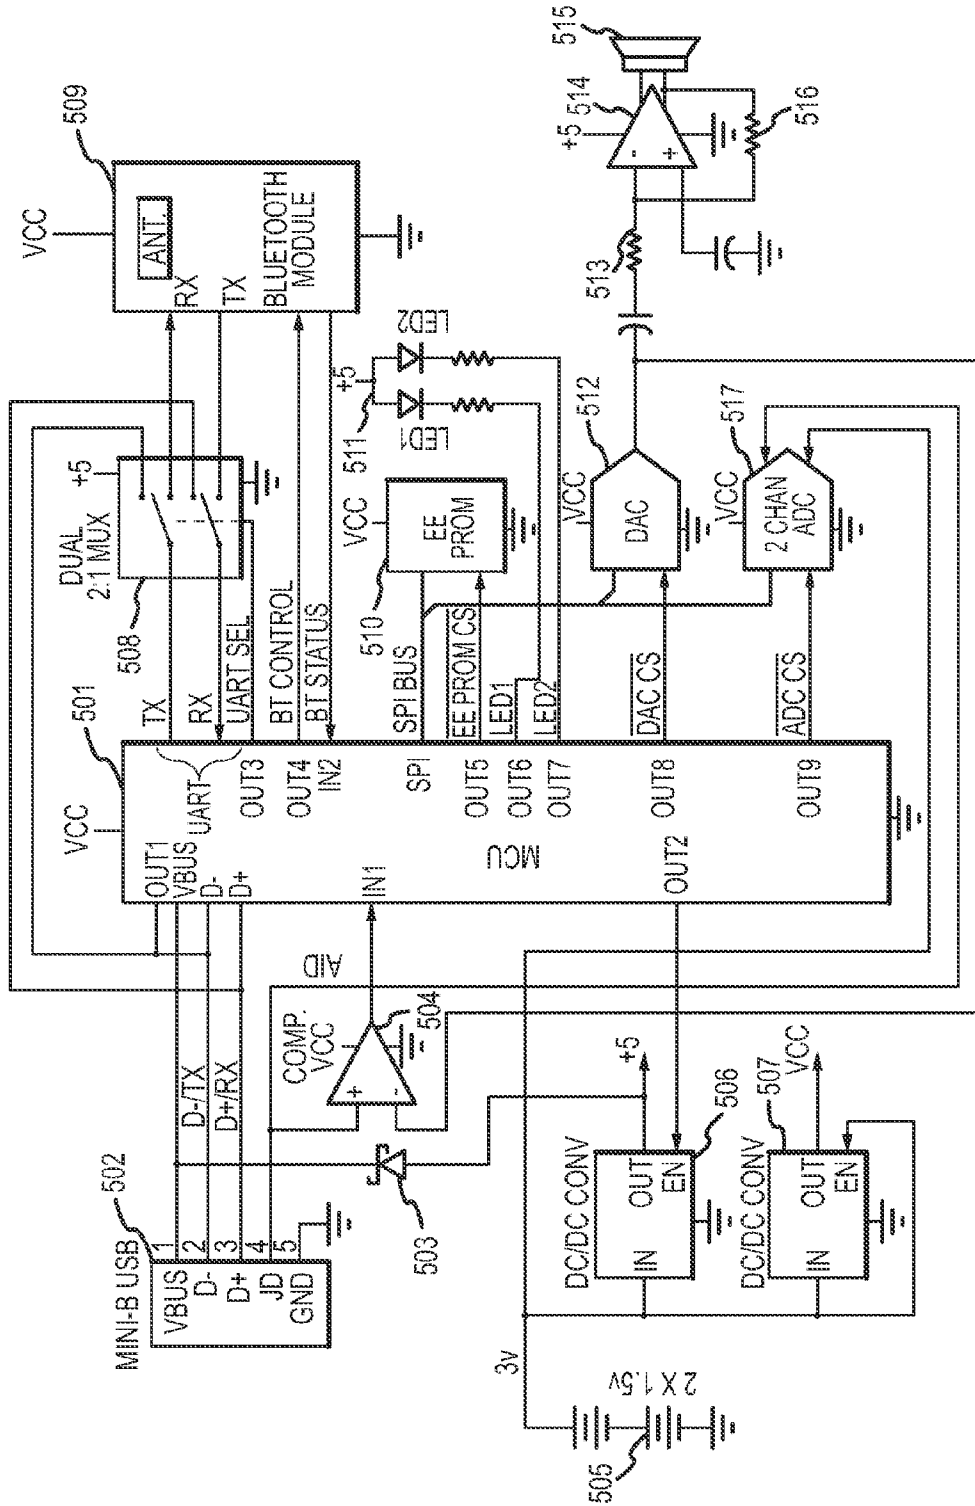 MINI-B USB
502
VBUS
D-
D+
JD
GND
1
2
3
4
5
D-/TX
D+/RX
503
COMP.
VCC
+
-
504
AID
VCC
501
OUT1
VBUS
D-
D+
UART
OUT3
OUT4
IN2
IN1
MCU
SPI
OUT5
OUT6
OUT7
OUT2
OUT8
OUT9
TX
RX
UART SEL
BT CONTROL
BT STATUS
SPI BUS
EE PROM CS
LED1
LED2
DAC CS
ADC CS
DUAL
2:1 MUX
508
+5
VCC
509
ANT.
RX
TX
BLUETOOTH
MODULE
510
VCC
EE
PROM
511
+5
LED1
LED2
VCC
512
DAC
VCC
517
2 CHAN
ADC
513
+5
514
515
-
+
516
3v
505
2 X 1.5v
DC/DC CONV
506
IN
OUT
EN
+5
DC/DC CONV
507
IN
OUT
EN
VCC